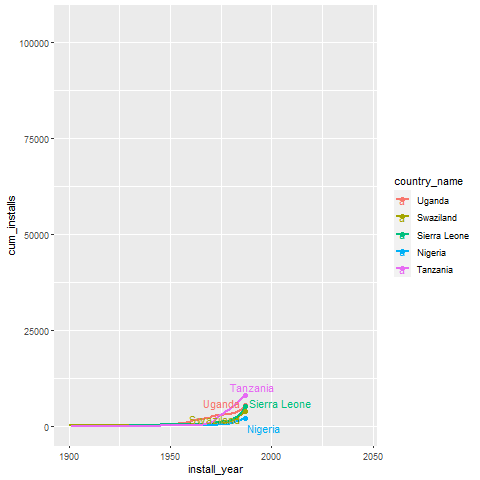 100000
75000
50000
25000
0
cum_installs
1900
1950
2000
2050
install_year
Tanzania
Uganda
Sierra Leone
Swaziland
Nigeria
country_name
a Uganda
a Swaziland
a Sierra Leone
a Nigeria
a Tanzania